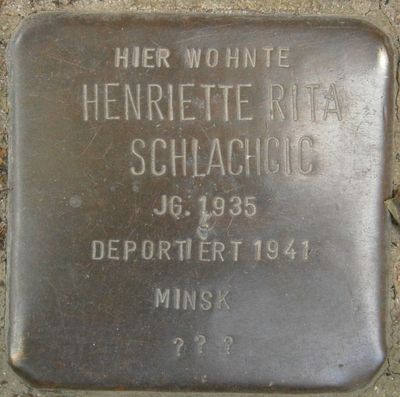 HIER WOHNTE
HENRIETTE RITA
SCHLACHCIC
JG. 1935
DEPORTIERT 1941
MINSK
? ? ?